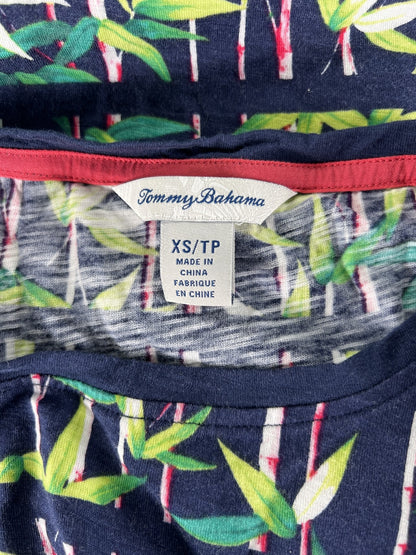 Tommy Bahama
XS/TP
MADE IN
CHINA
FABRIQUE
EN CHINE